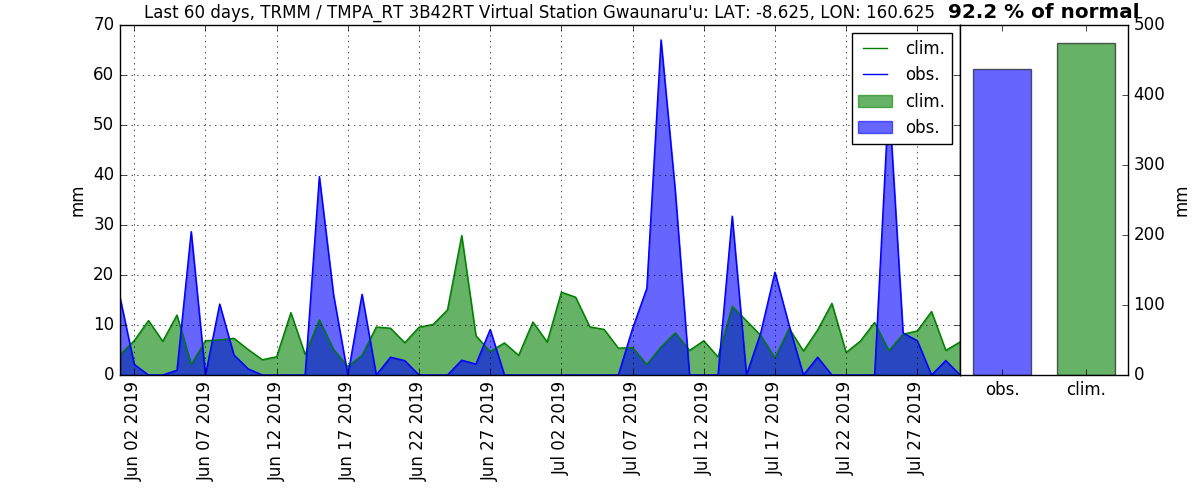 Last 60 days, TRMM / TMPA_RT 3B42RT Virtual Station Gwaunaru'u: LAT: -8.625, LON: 160.625 92.2 % of normal
70
60
50
40
30
20
10
0
mm
clim.
obs.
clim.
obs.
500
400
300
200
100
0
mm
Jun 02 2019
Jun 07 2019
Jun 12 2019
Jun 17 2019
Jun 22 2019
Jun 27 2019
Jul 02 2019
Jul 07 2019
Jul 12 2019
Jul 17 2019
Jul 22 2019
Jul 27 2019
obs. clim.